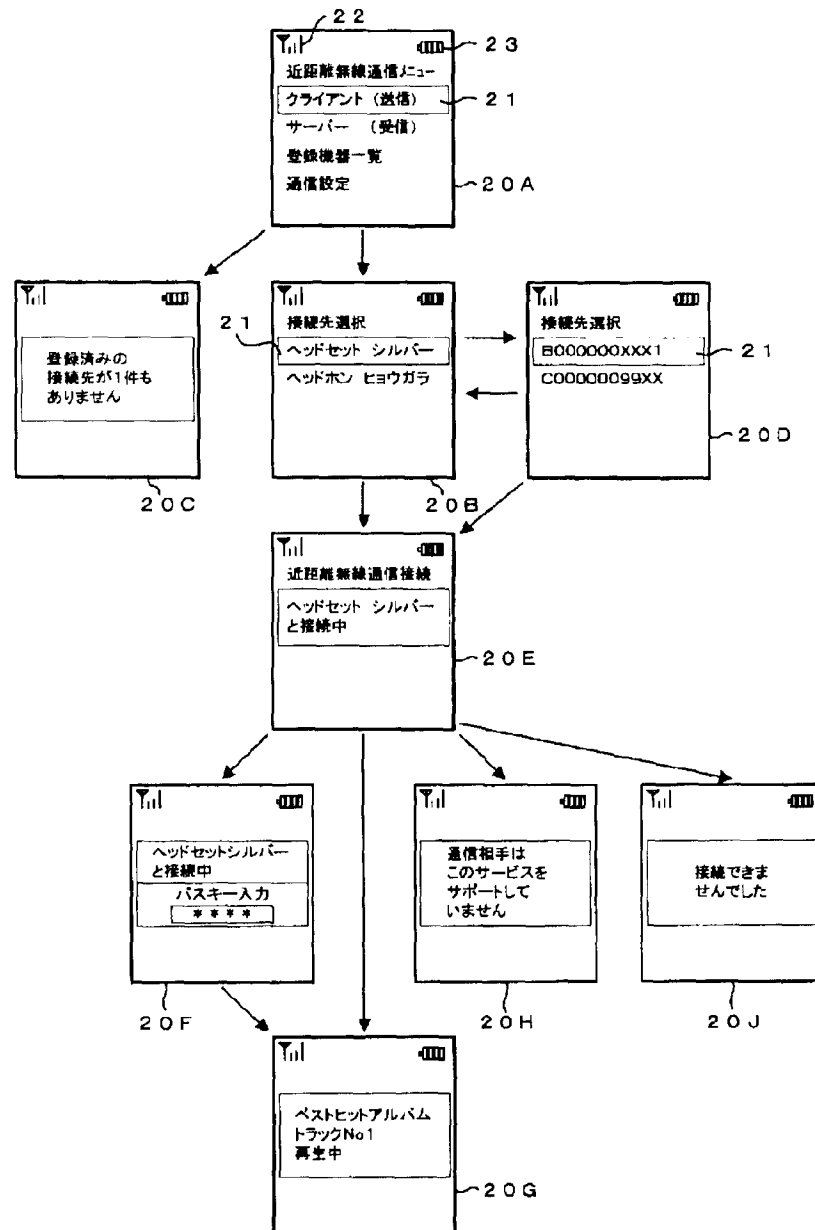 22
23
近距離無線通信メニュー
クライアント (送信)
21
サーバー (受信)
登録機器一覧
通信設定
20A
登録済みの
接続先が1件も
ありません
20C
21
接続先選択
ヘッドセット シルバー
ヘッドホン ヒョウガラ
20B
接続先選択
B000000XXX1
21
C00000099XX
20D
近距離無線通信接続
ヘッドセット シルバー
と接続中
20E
ヘッドセットシルバー
と接続中
パスキー入力
****
20F
通信相手は
このサービスを
サポートして
いません
20H
接続できま
せんでした
20J
ベストヒットアルバム
トラックNo1
再生中
20G